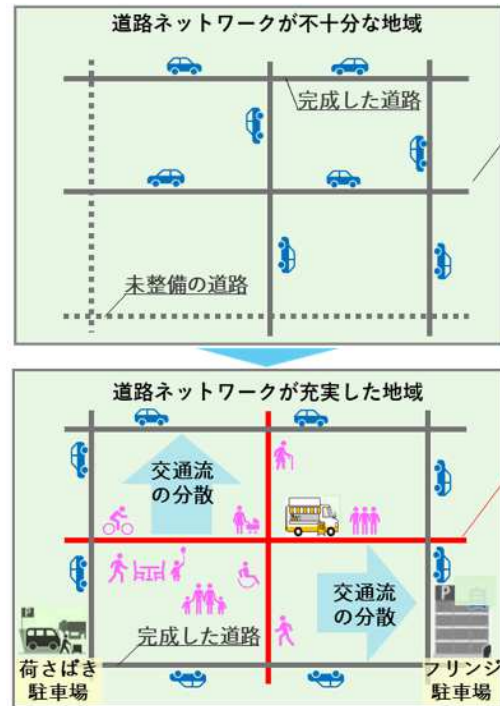 道路ネットワークが不十分な地域
完成した道路
未整備の道路
道路ネットワークが充実した地域
交通流
の分散
交通流
の分散
P
P
完成した道路
荷さばき
駐車場
フリンジ
駐車場